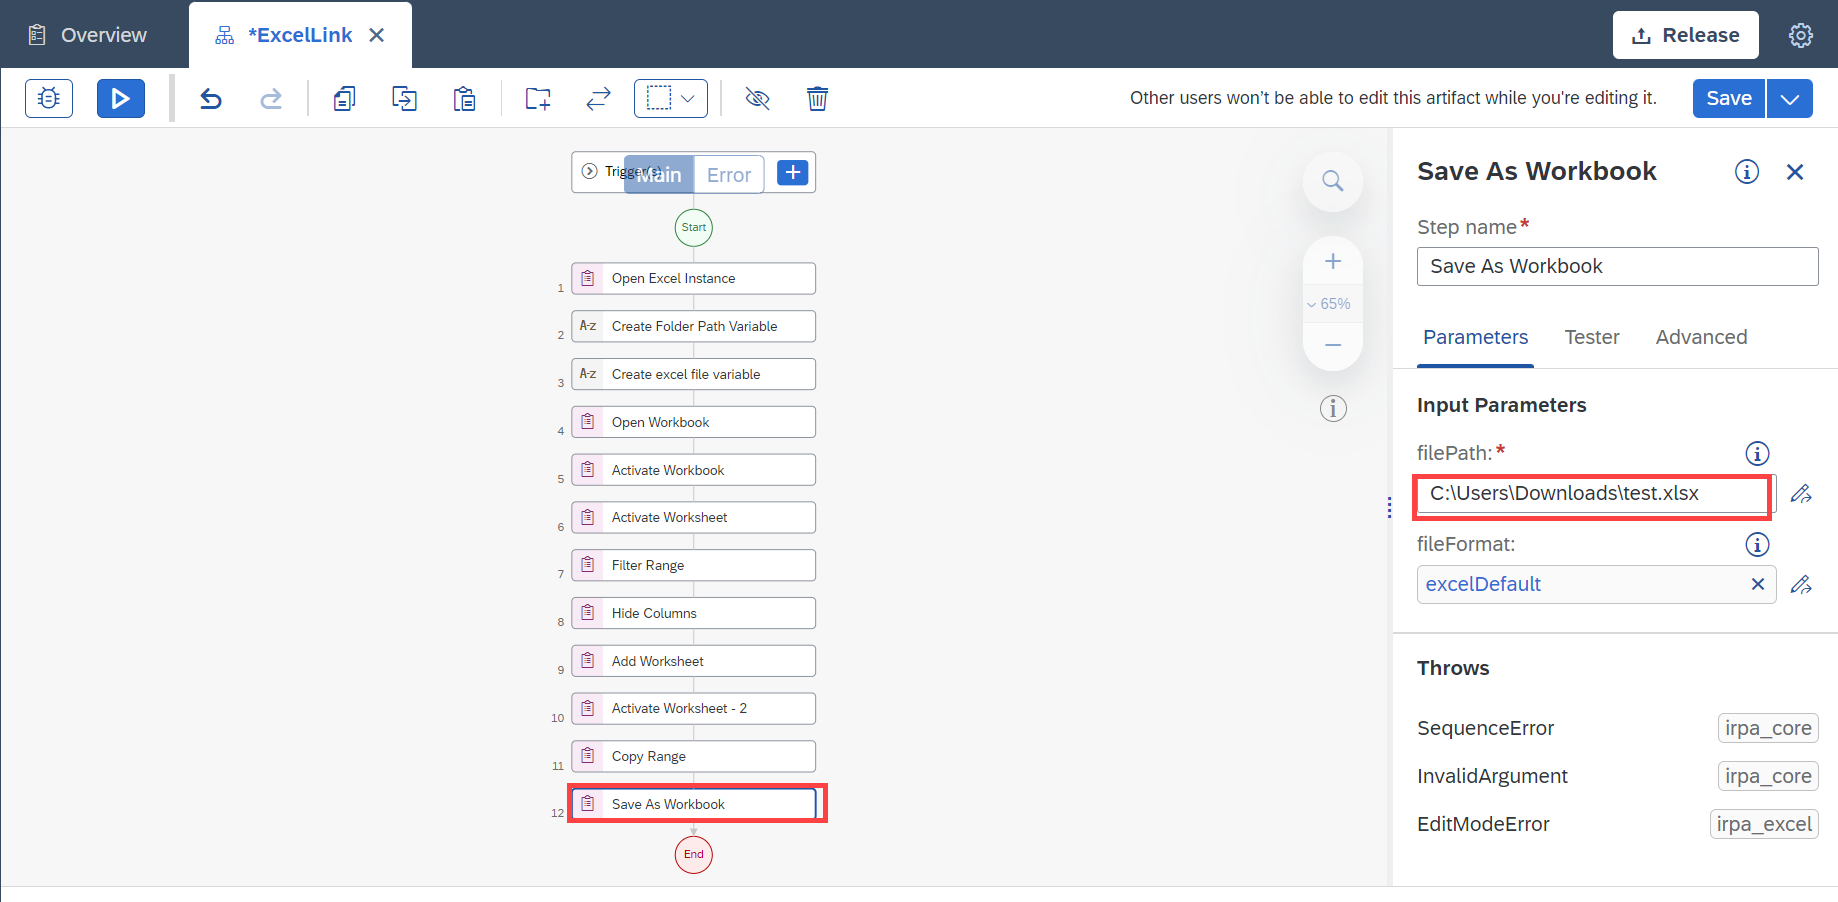 Overview
*ExcelLink
Release
Other users won't be able to edit this artifact while you're editing it.
Save
Trigger(s)
Main
Error
Start
1 Open Excel Instance
2 A-z Create Folder Path Variable
3 A-z Create excel file variable
4 Open Workbook
5 Activate Workbook
6 Activate Worksheet
7 Filter Range
8 Hide Columns
9 Add Worksheet
10 Activate Worksheet - 2
11 Copy Range
12 Save As Workbook
End
65%
Save As Workbook
Step name*
Save As Workbook
Parameters Tester Advanced
Input Parameters
filePath:*
C:\Users\Downloads\test.xlsx
fileFormat:
excelDefault
Throws
SequenceError irpa_core
InvalidArgument irpa_core
EditModeError irpa_excel